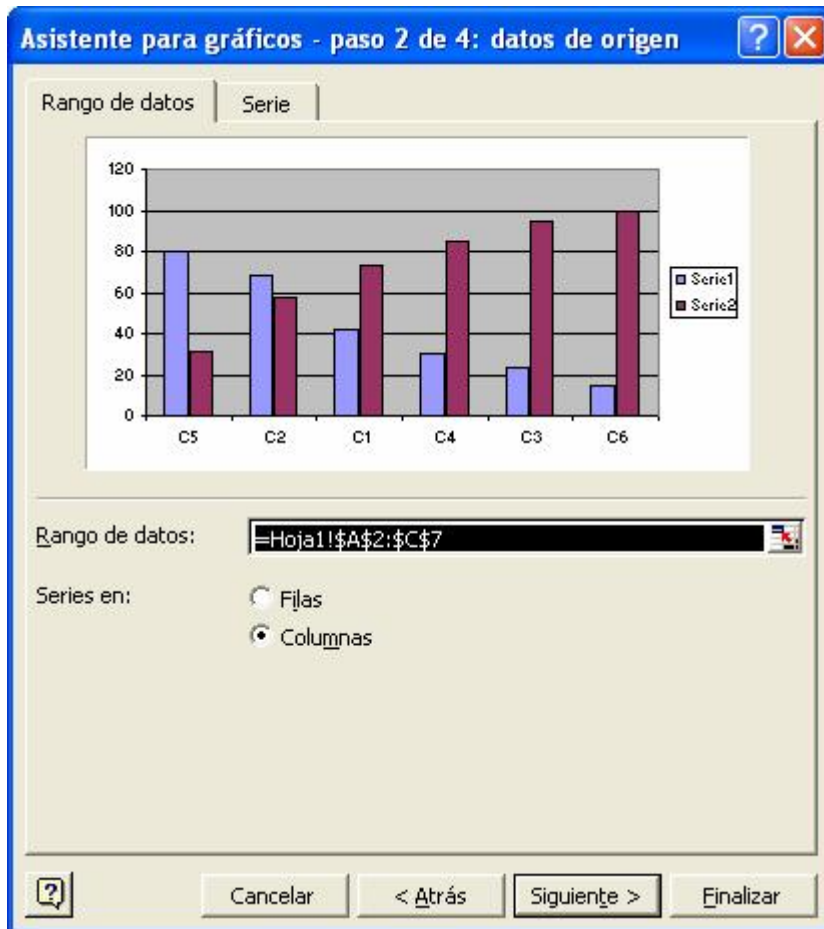 Asistente para gráficos - paso 2 de 4: datos de origen
Rango de datos
Serie
120
100
80
60
40
20
0
C5 C2 C1 C4 C3 C6
Serie1
Serie2
Rango de datos: =Hoja1!$A$2:$C$7
Series en:
Filas
Columnas
Cancelar < Atrás Siguiente > Finalizar